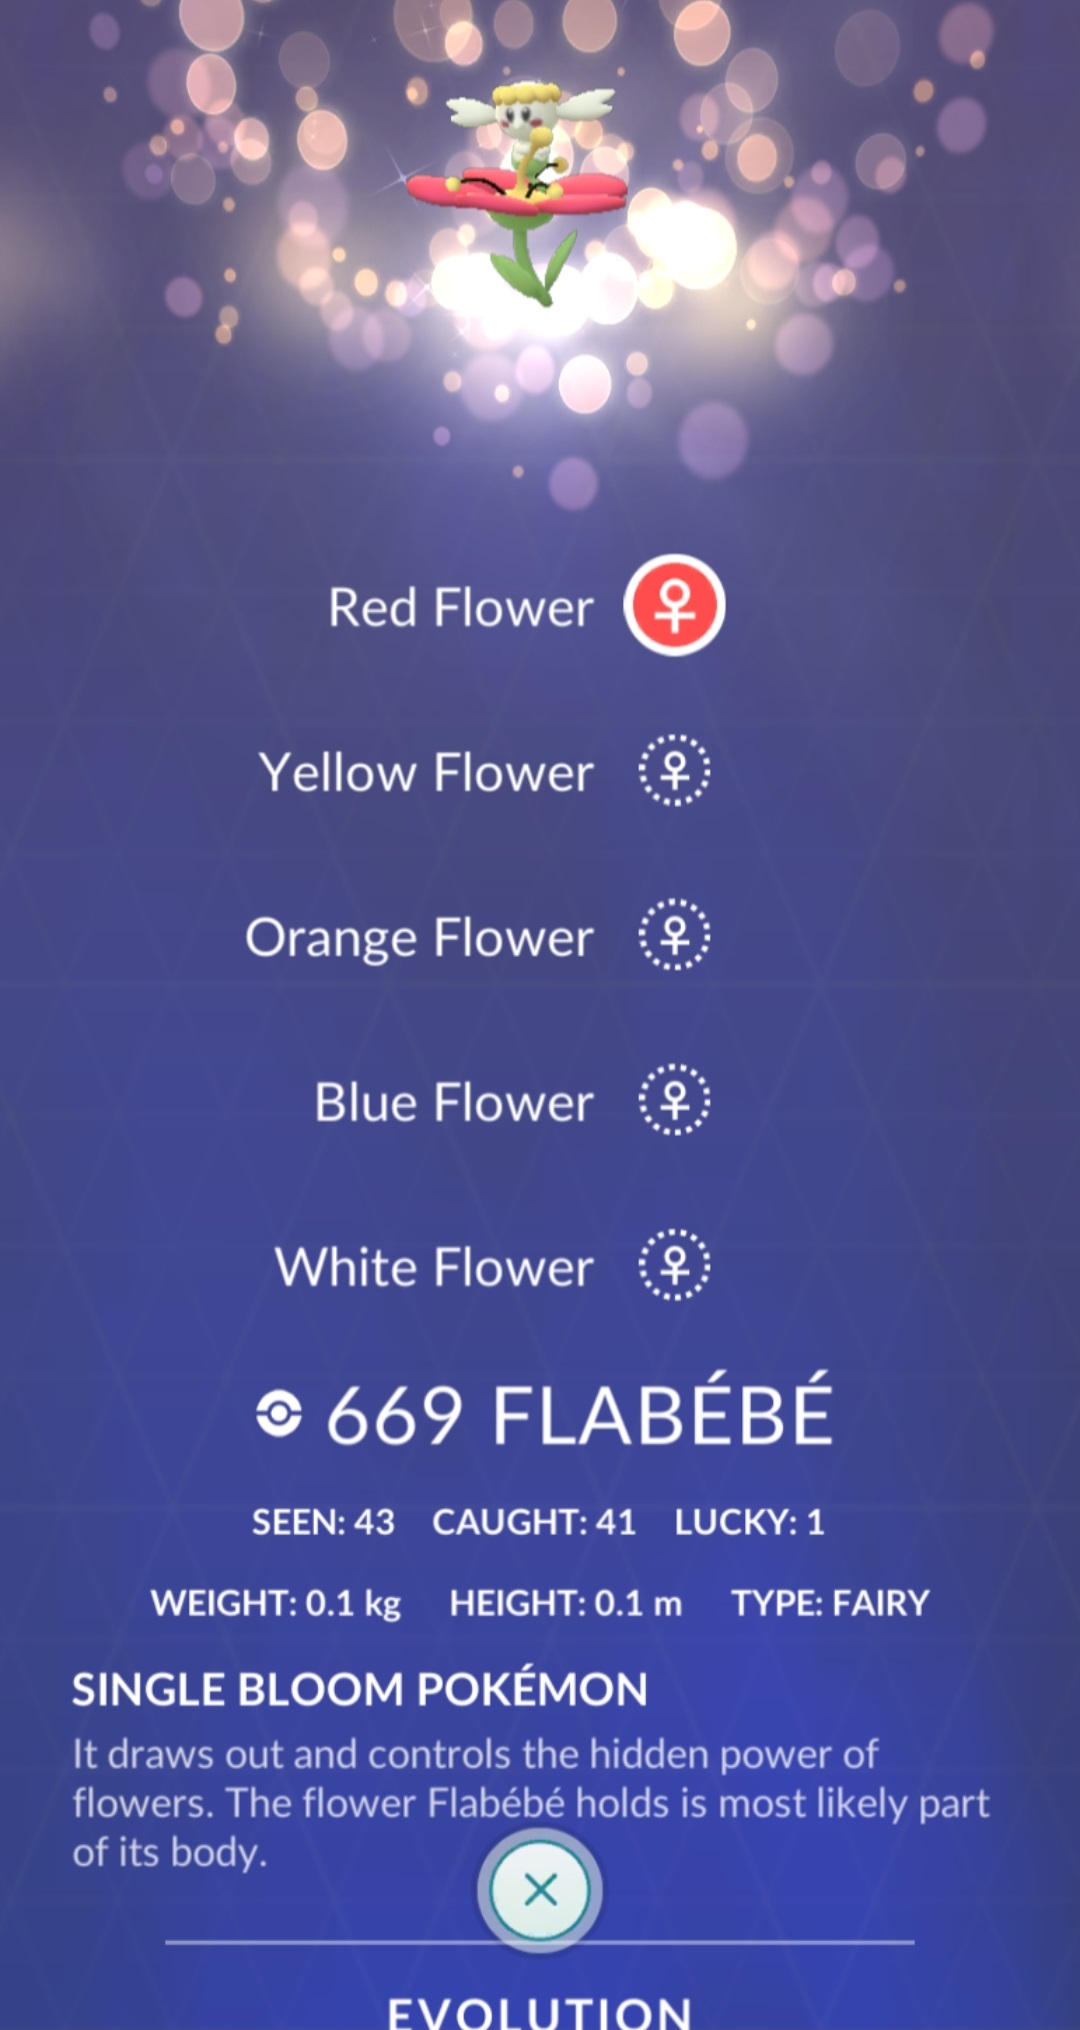 Red Flower
Yellow Flower
Orange Flower
Blue Flower
White Flower
669 FLABÉBÉ
SEEN: 43 CAUGHT: 41 LUCKY: 1
WEIGHT: 0.1 kg HEIGHT: 0.1 m TYPE: FAIRY
SINGLE BLOOM POKÉMON
It draws out and controls the hidden power of
flowers. The flower Flabébé holds is most likely part
of its body.
EVOLUTION